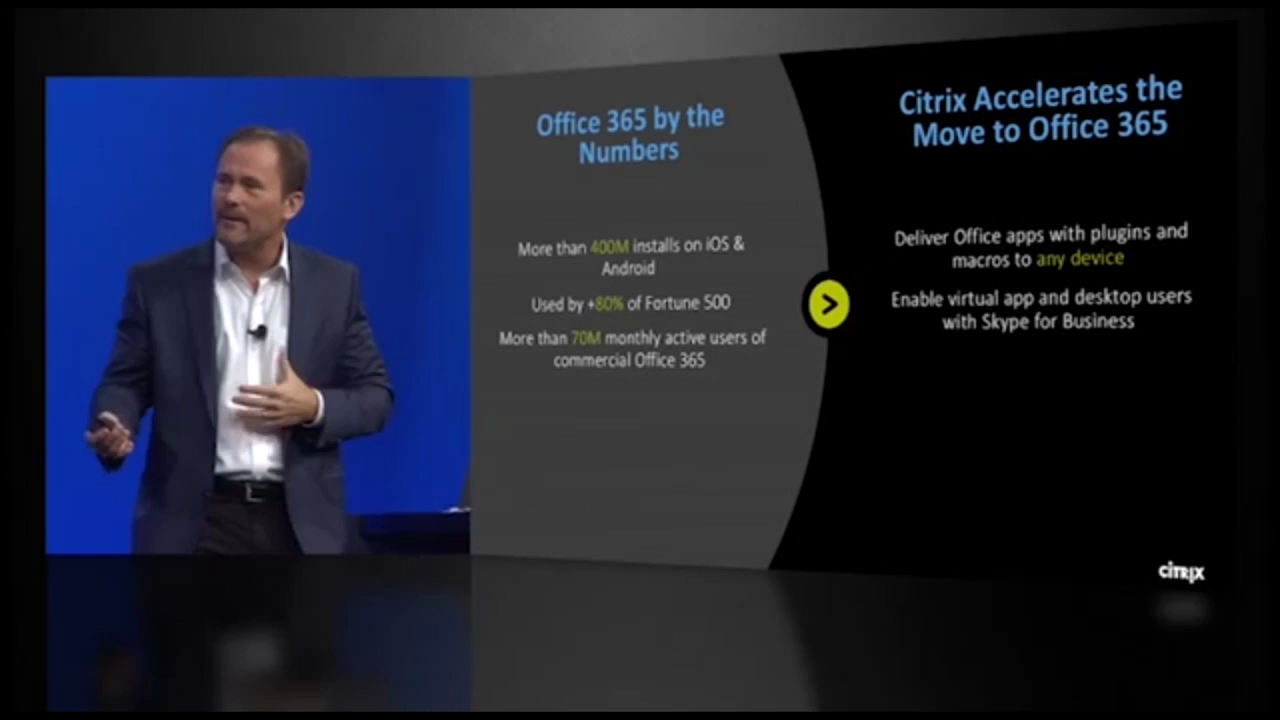 Office 365 by the
Numbers
More than 400M installs on iOS &
Android
Used by +80% of Fortune 500
More than 70M monthly active users of
commercial Office 365
Citrix Accelerates the
Move to Office 365
Deliver Office apps with plugins and
macros to any device
Enable virtual app and desktop users
with Skype for Business
CITRIX